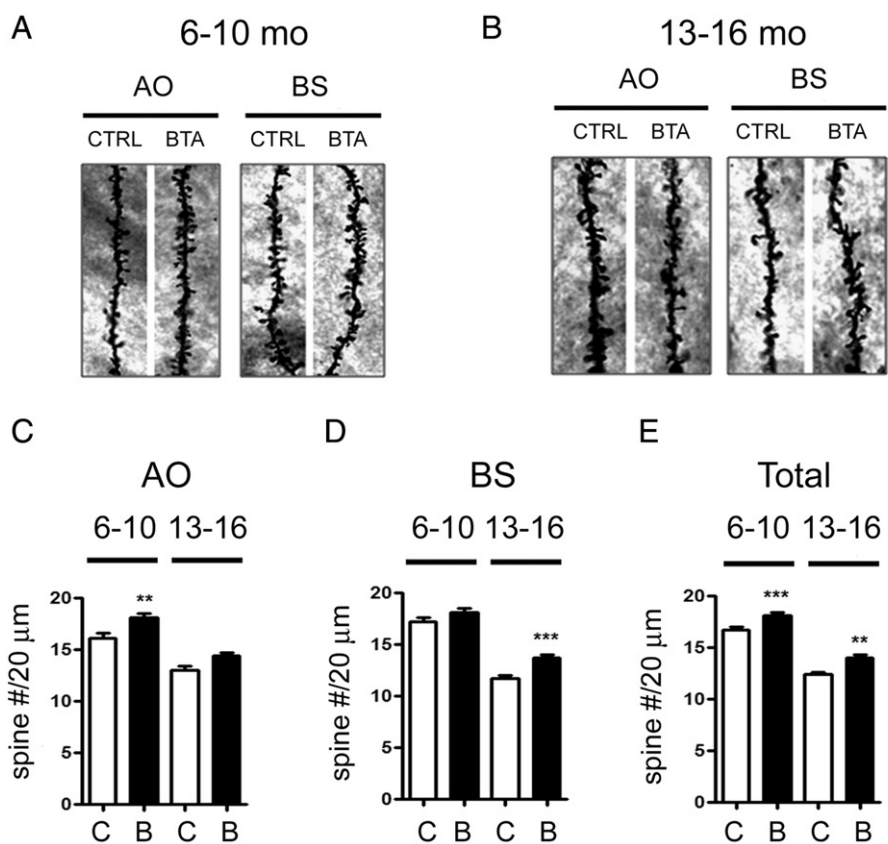 A
6-10 mo
AO
BS
CTRL BTA
CTRL BTA
B
13-16 mo
AO
BS
CTRL BTA
CTRL BTA
C
AO
6-10 13-16
spine #/20 μm
20
15
10
5
0
**
C B C B
D
BS
6-10 13-16
spine #/20 μm
20
15
10
5
0
***
C B C B
E
Total
6-10 13-16
spine #/20 μm
20
15
10
5
0
***
**
C B C B